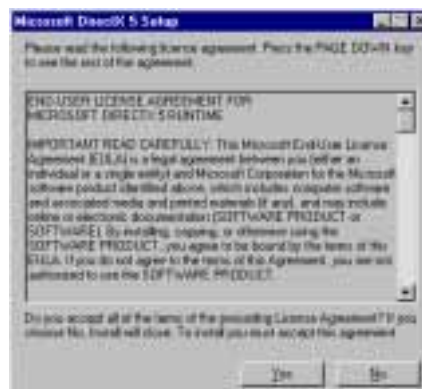 Microsoft DirectX 5 Setup
Please read the following license agreement. Press the PAGE DOWN key
to see the rest of the agreement.
END-USER LICENSE AGREEMENT FOR
MICROSOFT DIRECTX 5 RUNTIME
IMPORTANT READ CAREFULLY: This Microsoft End-User License
Agreement (EULA) is a legal agreement between you (either an
individual or a single entity) and Microsoft Corporation for the Microsoft
software product identified above, which includes computer software
and associated media and printed materials (if any), and may include
online or electronic documentation (SOFTWARE PRODUCT or
SOFTWARE). By installing, copying, or otherwise using the
SOFTWARE PRODUCT, you agree to be bound by the terms of this
EULA. If you do not agree to the terms of this Agreement, you are not
authorized to use the SOFTWARE PRODUCT.
Do you accept all of the terms of the preceding License Agreement? If you
choose No, Install will close. To install you must accept this agreement
Yes
No